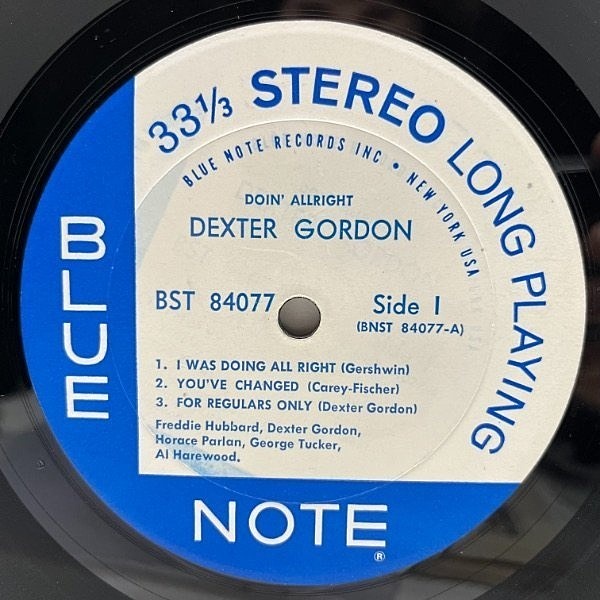 33⅓ STEREO LONG PLAYING
BLUE NOTE RECORDS INC • NEW YORK USA
DOIN' ALLRIGHT
DEXTER GORDON
BST 84077
Side 1
(BNST 84077-A)
1. I WAS DOING ALL RIGHT (Gershwin)
2. YOU'VE CHANGED (Carey-Fischer)
3. FOR REGULARS ONLY (Dexter Gordon)
Freddie Hubbard, Dexter Gordon,
Horace Parlan, George Tucker,
Al Harewood.
BLUE
NOTE®